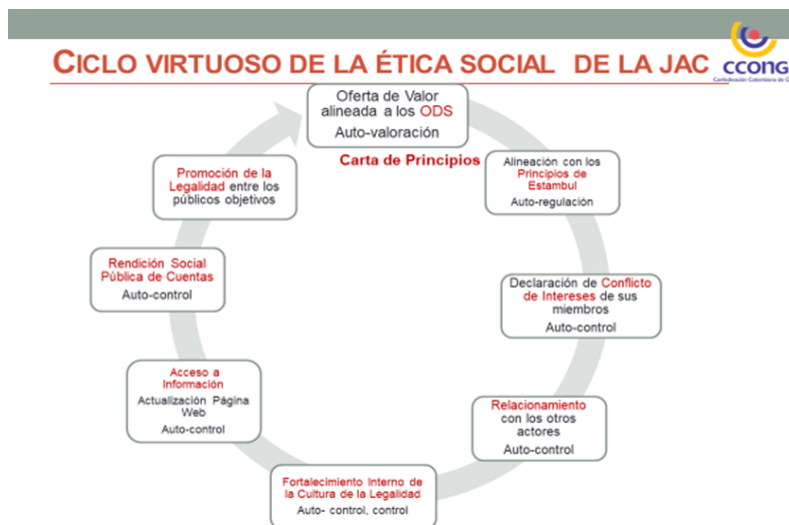 CICLO VIRTUOSO DE LA ÉTICA SOCIAL DE LA JAC
ccong
Confederación Colombiana de
Oferta de Valor
alineada a los ODS
Auto-valoración
Carta de Principios
Alineación con los
Principios de
Estambul
Auto-regulación
Declaración de Conflicto
de Intereses de sus
miembros
Auto-control
Relacionamiento
con los otros
actores
Auto-control
Fortalecimiento Interno de
la Cultura de la Legalidad
Auto- control, control
Acceso a
Información
Actualización Página
Web
Auto-control
Rendición Social
Pública de Cuentas
Auto-control
Promoción de la
Legalidad entre los
públicos objetivos